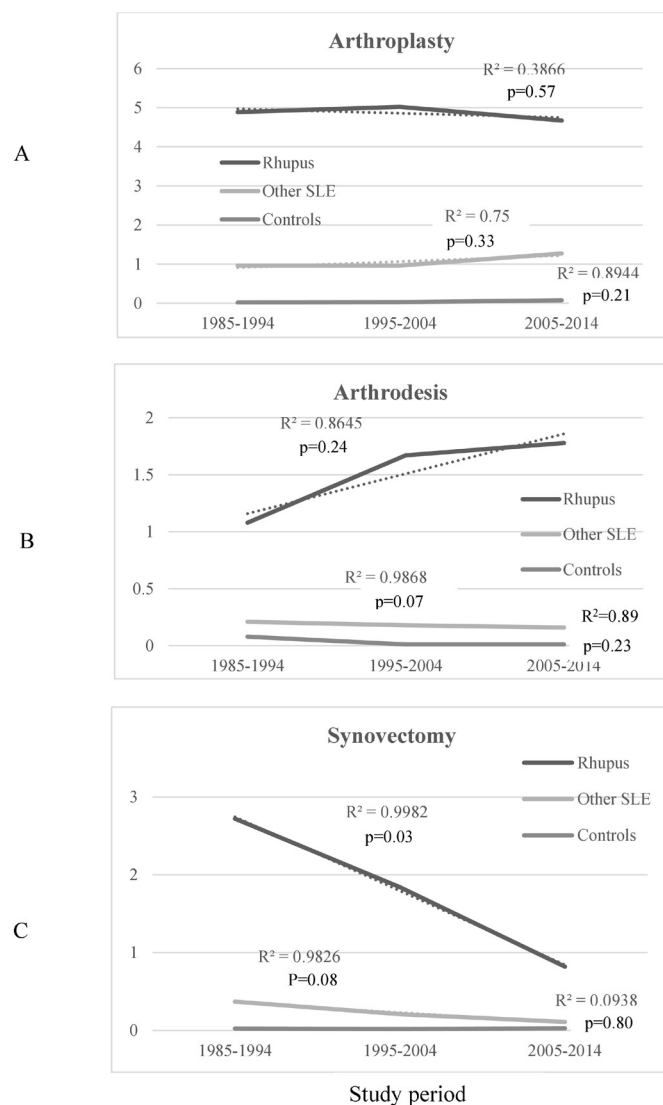 A
Arthroplasty
6
5
4
3
2
1
0
R² = 0.3866
p=0.57
Rhupus
Other SLE
Controls
R² = 0.75
p=0.33
R² = 0.8944
p=0.21
1985-1994
1995-2004
2005-2014
B
Arthrodesis
2
1.5
1
0.5
0
R² = 0.8645
p=0.24
Rhupus
Other SLE
Controls
R² = 0.9868
p=0.07
R²=0.89
p=0.23
1985-1994
1995-2004
2005-2014
C
Synovectomy
3
2
1
0
Rhupus
Other SLE
Controls
R² = 0.9982
p=0.03
R² = 0.9826
P=0.08
R² = 0.0938
p=0.80
1985-1994
1995-2004
2005-2014
Study period